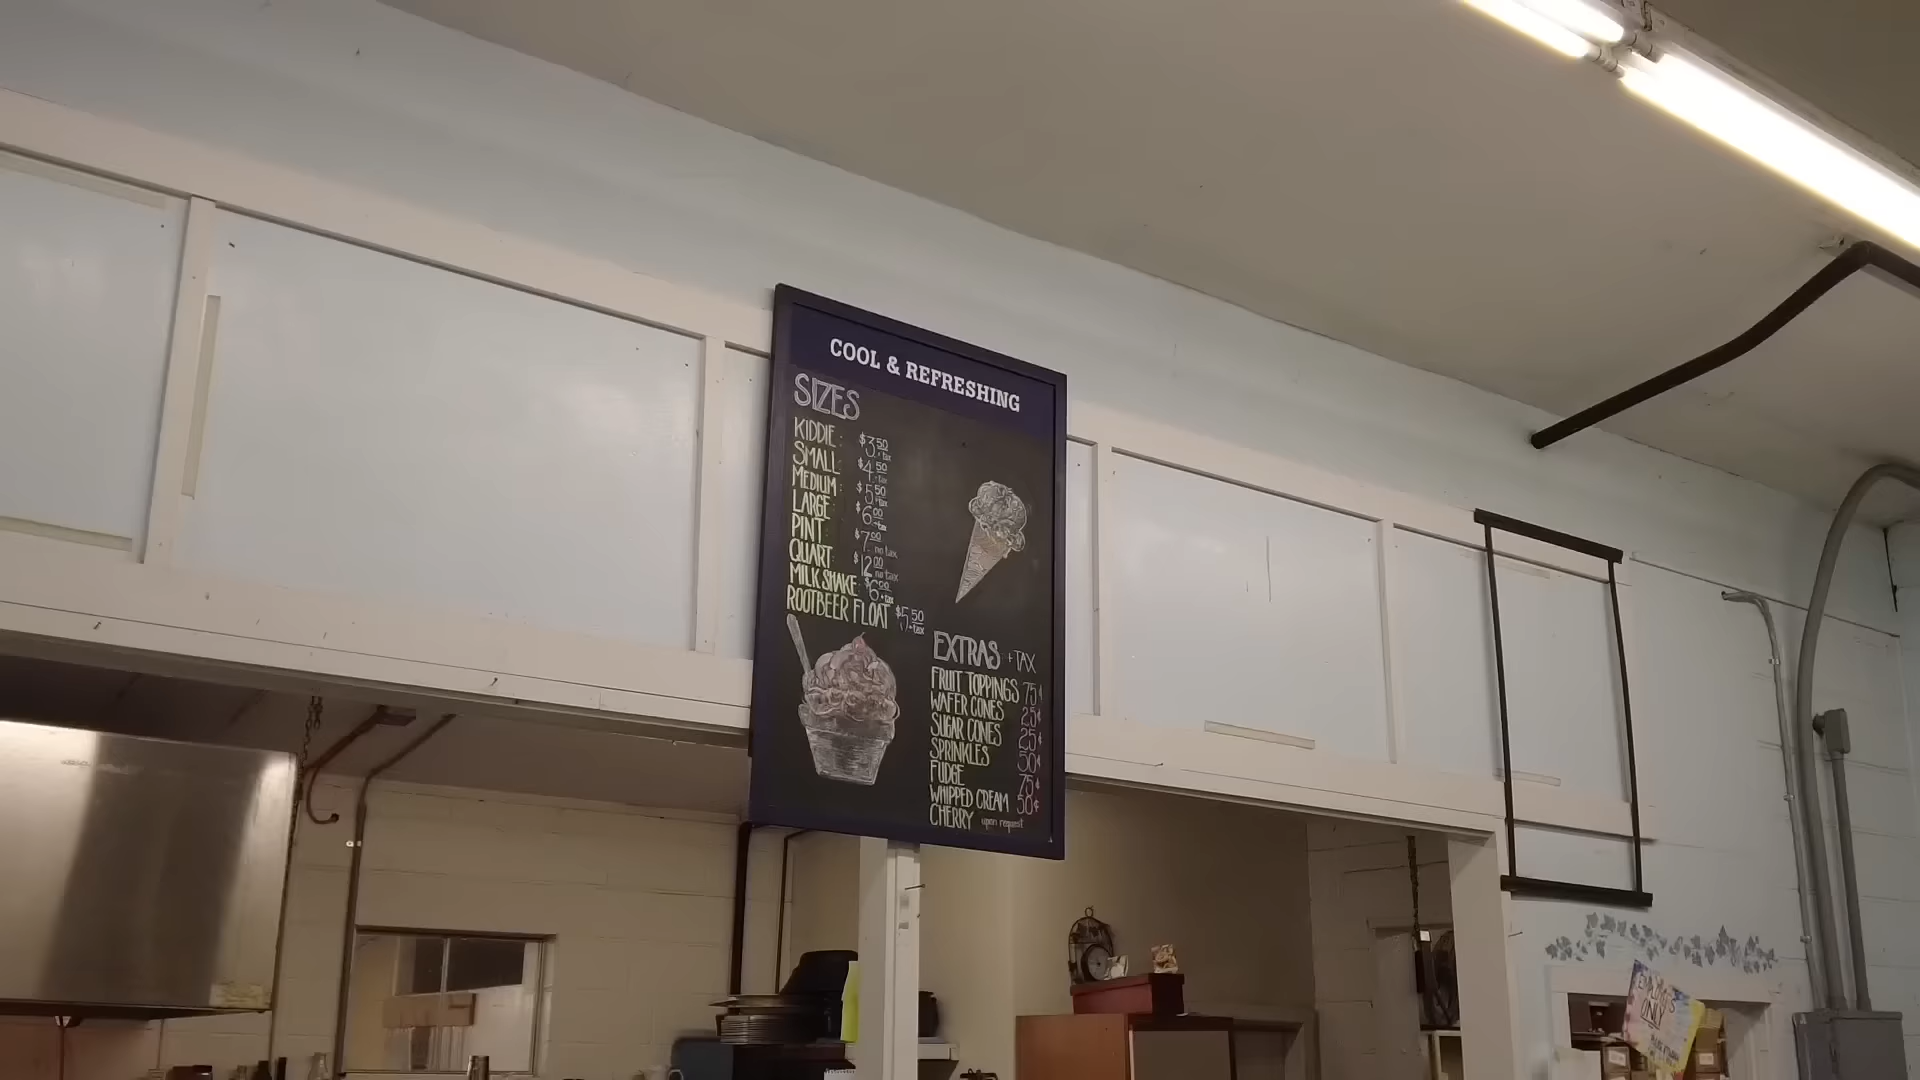 COOL & REFRESHING
SIZES
KIDDIE: $3.50 +tax
SMALL: $4.50 +tax
MEDIUM: $5.50 +tax
LARGE: $6.00 +tax
PINT: $7.00 no tax
QUART: $12.00 no tax
MILKSHAKE: $6.00 +tax
ROOTBEER FLOAT $5.50 +tax
EXTRAS +TAX
FRUIT TOPPINGS 75¢
WAFER CONES 25¢
SUGAR CONES 25¢
SPRINKLES 50¢
FUDGE 75¢
WHIPPED CREAM 50¢
CHERRY upon request
ONLY